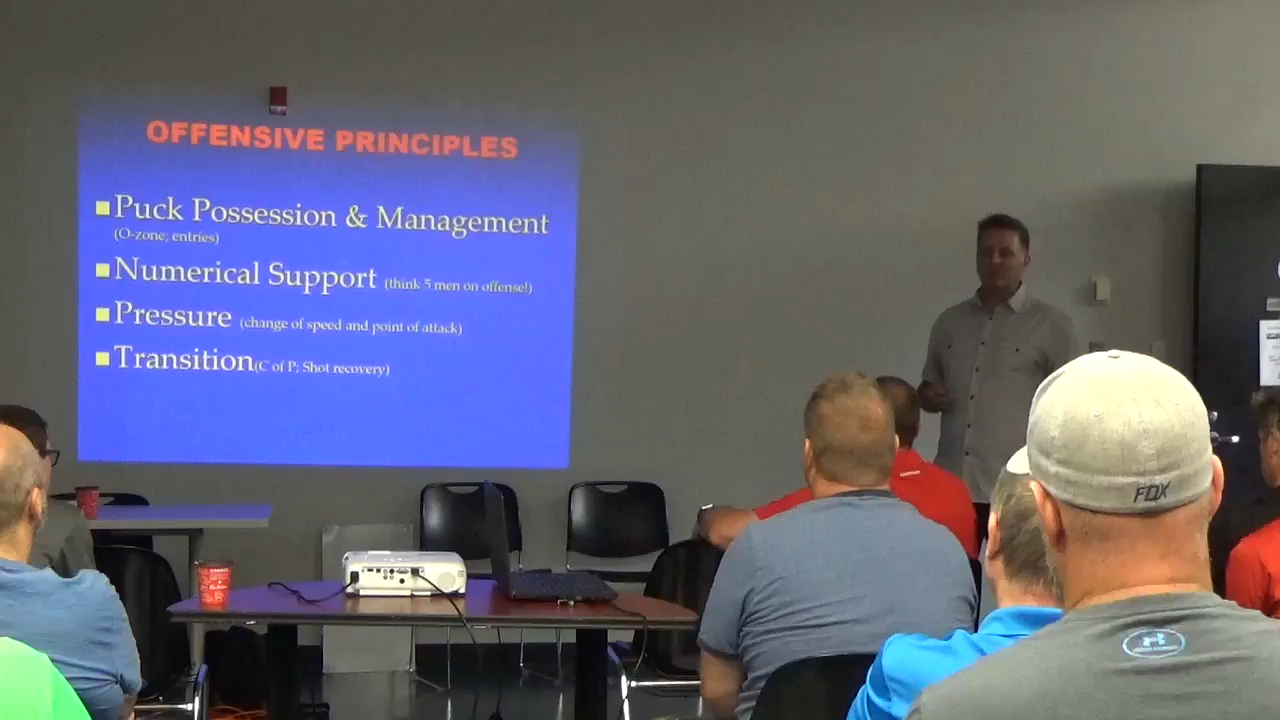 OFFENSIVE PRINCIPLES
Puck Possession & Management
(O-zone; entries)
Numerical Support (think 5 men on offense!)
Pressure (change of speed and point of attack)
Transition(C of P; Shot recovery)
FOX